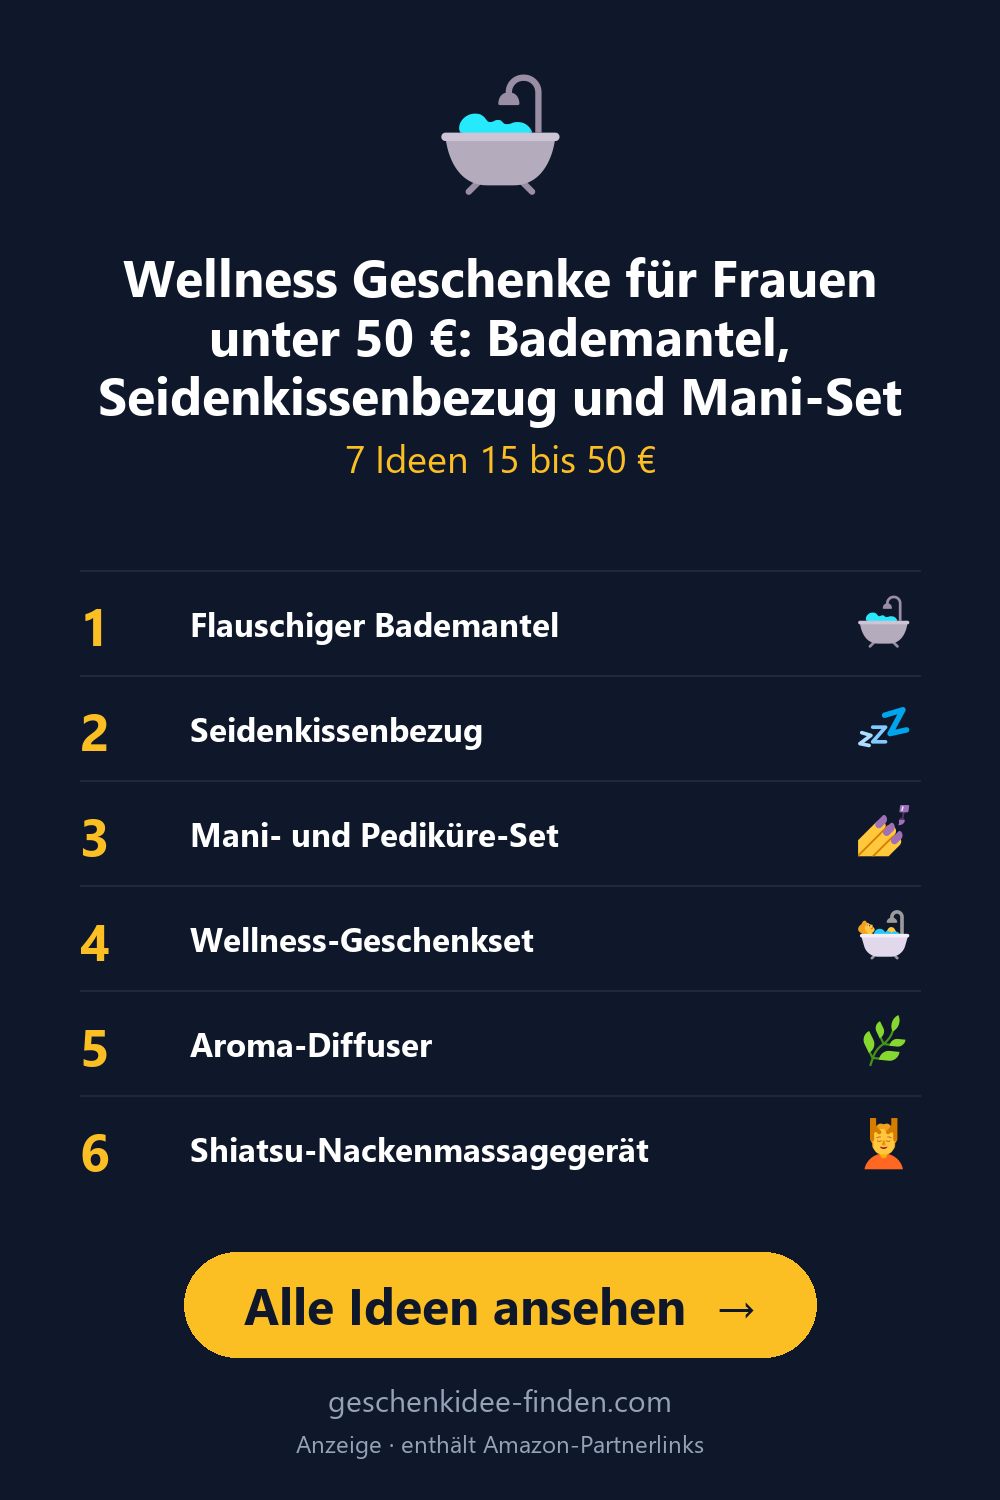 Wellness Geschenke für Frauen
unter 50 €: Bademantel,
Seidenkissenbezug und Mani-Set
7 Ideen 15 bis 50 €
1 Flauschiger Bademantel
2 Seidenkissenbezug
3 Mani- und Pediküre-Set
4 Wellness-Geschenkset
5 Aroma-Diffuser
6 Shiatsu-Nackenmassagegerät
Alle Ideen ansehen →
geschenkidee-finden.com
Anzeige · enthält Amazon-Partnerlinks